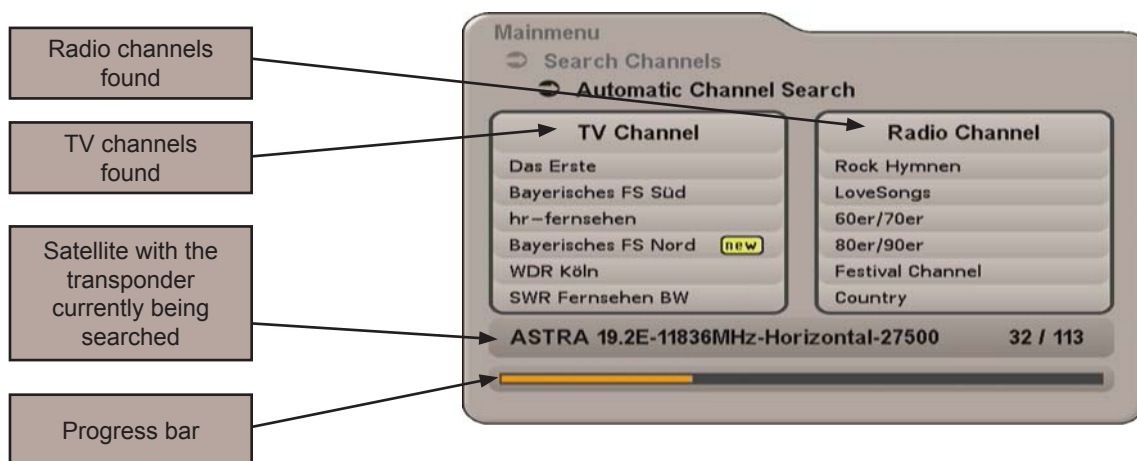 Radio channels
found
TV channels
found
Satellite with the
transponder
currently being
searched
Progress bar
Mainmenu
Search Channels
Automatic Channel Search
TV Channel
Das Erste
Bayerisches FS Süd
hr-fernsehen
Bayerisches FS Nord new
WDR Köln
SWR Fernsehen BW
Radio Channel
Rock Hymnen
LoveSongs
60er/70er
80er/90er
Festival Channel
Country
ASTRA 19.2E-11836MHz-Horizontal-27500 32 / 113